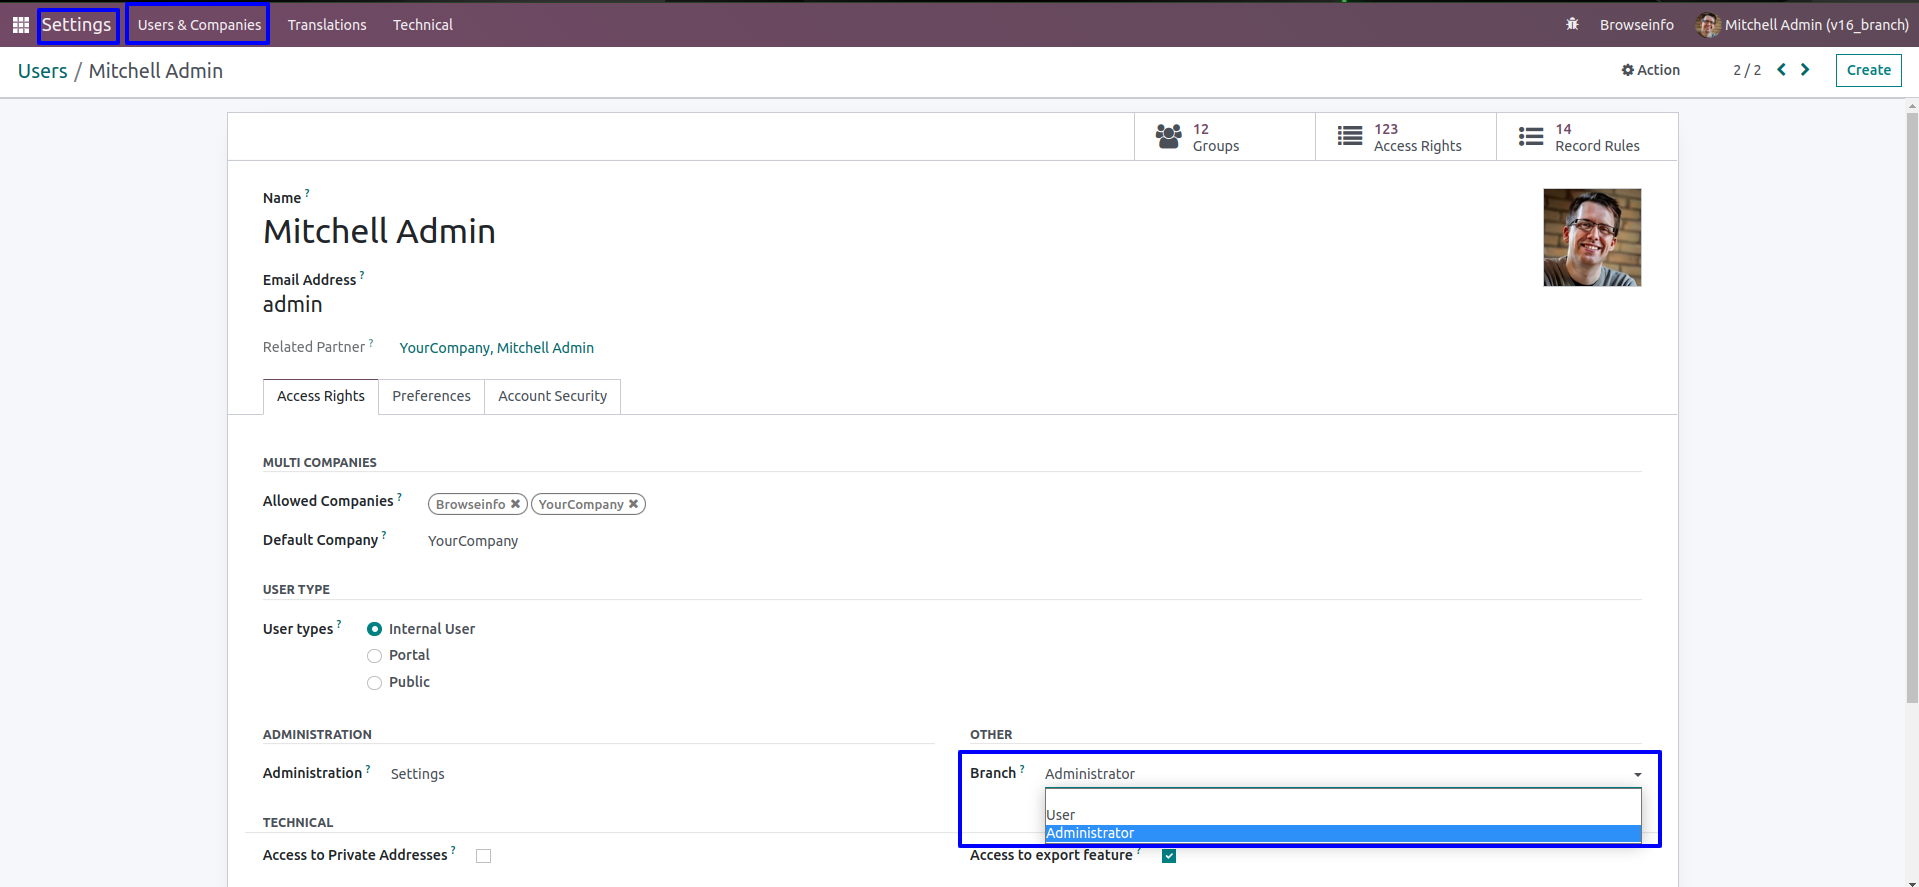 Settings Users & Companies Translations Technical Browseinfo Mitchell Admin (v16_branch)
Users / Mitchell Admin Action 2 / 2 Create
12 Groups
123 Access Rights
14 Record Rules
Name ?
Mitchell Admin
Email Address ?
admin
Related Partner ? YourCompany, Mitchell Admin
Access Rights Preferences Account Security
MULTI COMPANIES
Allowed Companies ? Browseinfo ✖ YourCompany ✖
Default Company ? YourCompany
USER TYPE
User types ? Internal User
Portal
Public
ADMINISTRATION OTHER
Administration ? Settings Branch ? Administrator
User
Administrator
TECHNICAL
Access to Private Addresses ? Access to export feature ?